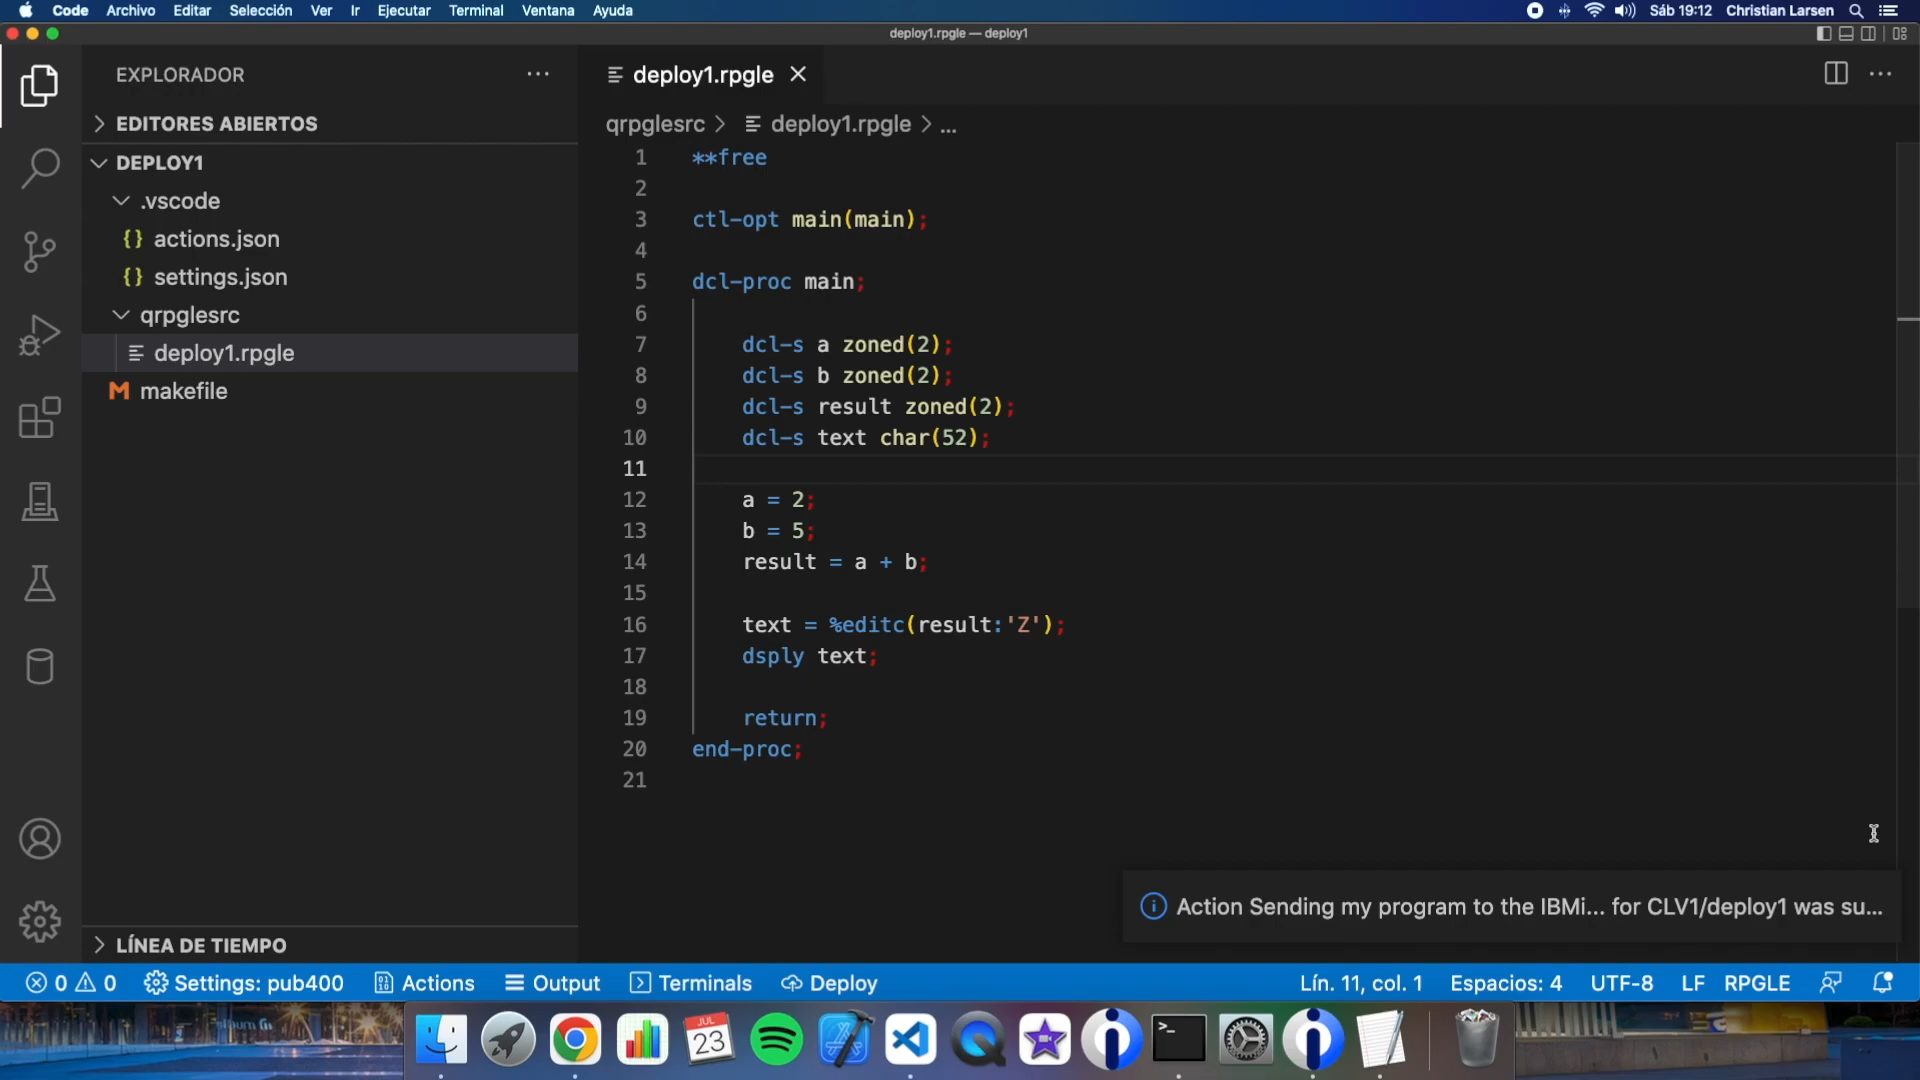 Code Archivo Editar Selección Ver Ir Ejecutar Terminal Ventana Ayuda Sáb 19:12 Christian Larsen
deploy1.rpgle — deploy1
EXPLORADOR
EDITORES ABIERTOS
DEPLOY1
.vscode
{} actions.json
{} settings.json
qrpglesrc
deploy1.rpgle
M makefile
LÍNEA DE TIEMPO
deploy1.rpgle
qrpglesrc > deploy1.rpgle > ...
1 **free
2
3 ctl-opt main(main);
4
5 dcl-proc main;
6
7 dcl-s a zoned(2);
8 dcl-s b zoned(2);
9 dcl-s result zoned(2);
10 dcl-s text char(52);
11
12 a = 2;
13 b = 5;
14 result = a + b;
15
16 text = %editc(result:'Z');
17 dsply text;
18
19 return;
20 end-proc;
21
Action Sending my program to the IBMi... for CLV1/deploy1 was su...
0 0 Settings: pub400 Actions Output Terminals Deploy Lín. 11, col. 1 Espacios: 4 UTF-8 LF RPGLE
JUL
23